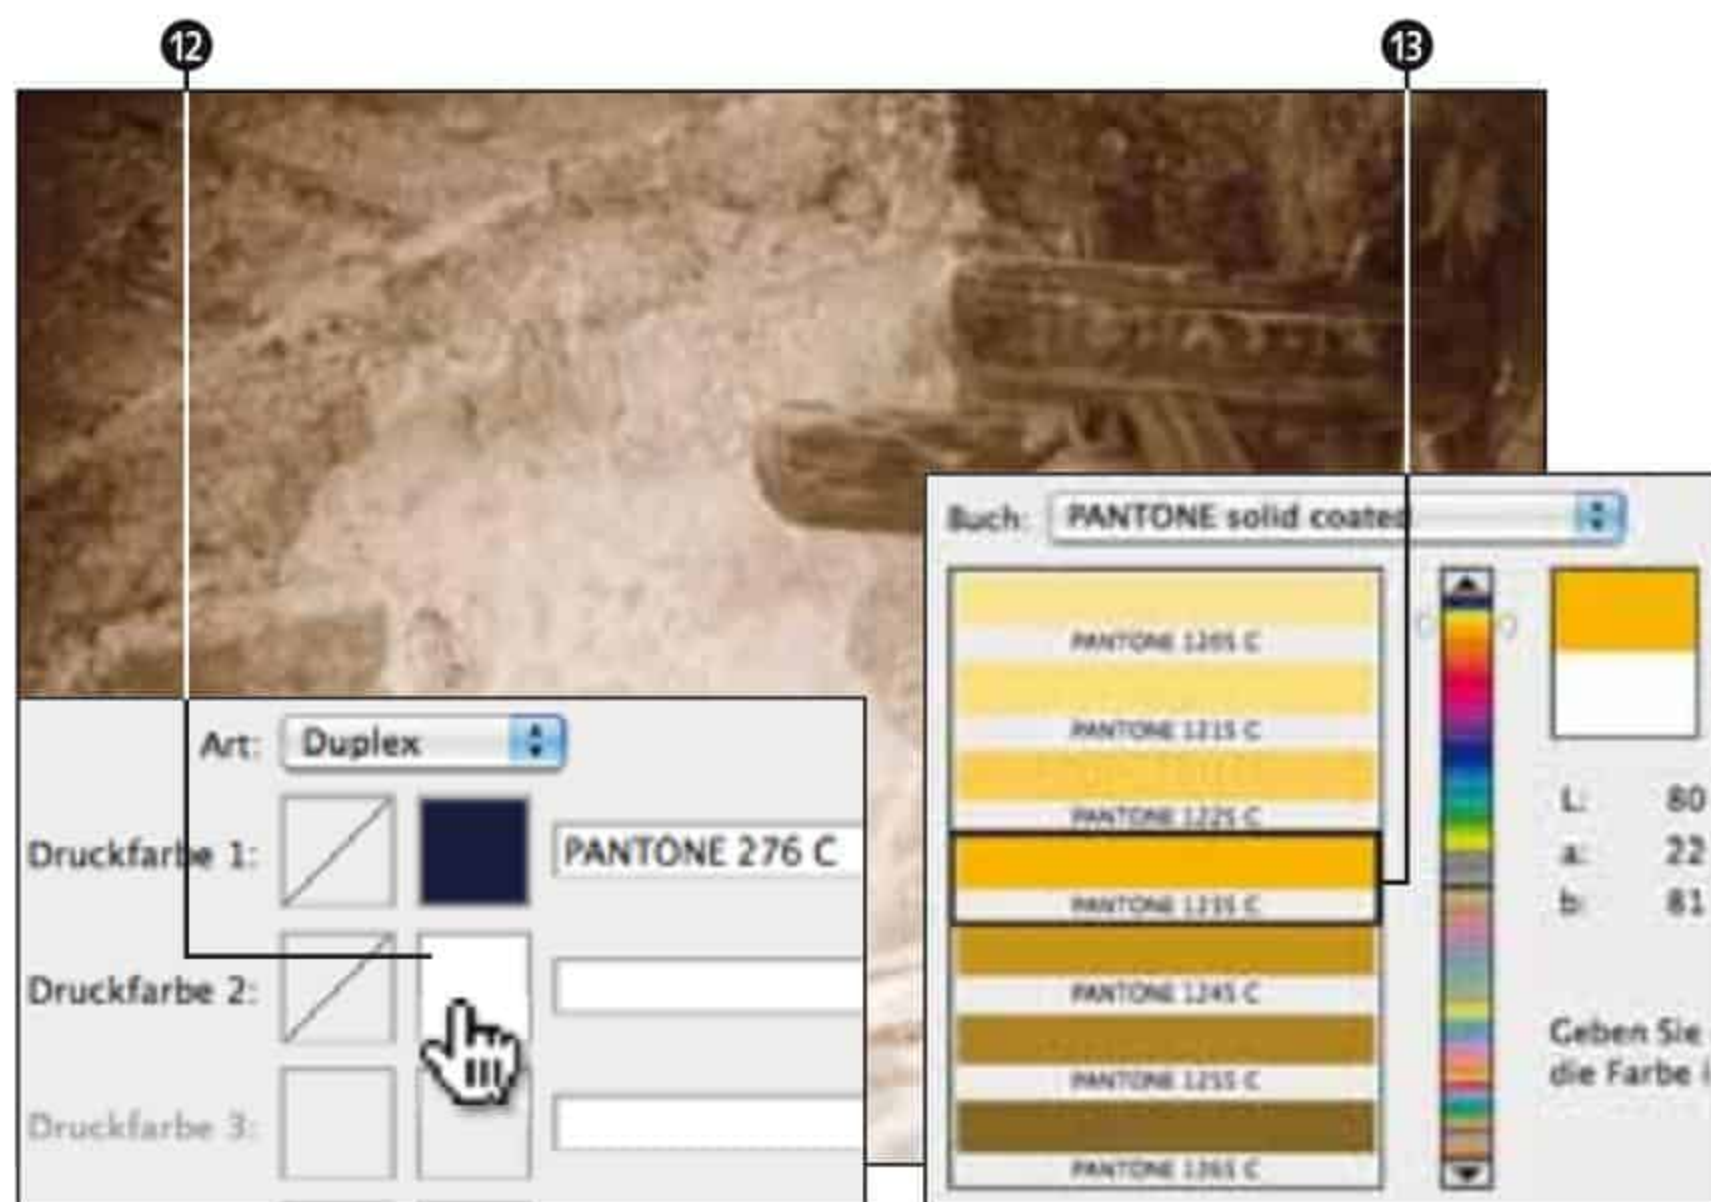 12
13
Buch: PANTONE solid coated
PANTONE 1205 C
PANTONE 1215 C
PANTONE 1225 C
PANTONE 1235 C
PANTONE 1245 C
PANTONE 1255 C
PANTONE 1265 C
L: 80
a: 22
b: 81
Geben Sie
die Farbe i
Art: Duplex
Druckfarbe 1: PANTONE 276 C
Druckfarbe 2:
Druckfarbe 3: